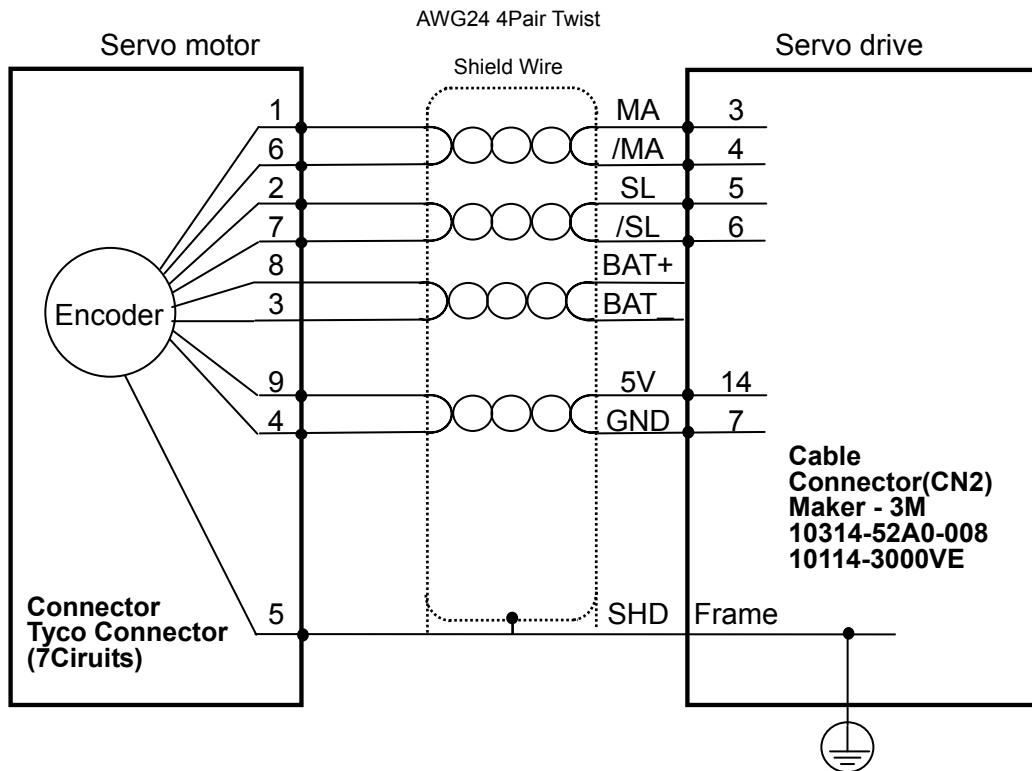 AWG24 4Pair Twist
Servo motor
Servo drive
Shield Wire
1 MA 3
6 /MA 4
2 SL 5
7 /SL 6
8 BAT+
3 BAT_
Encoder
9 5V 14
4 GND 7
Cable
Connector(CN2)
Maker - 3M
10314-52A0-008
10114-3000VE
5 SHD Frame
Connector
Tyco Connector
(7Ciruits)